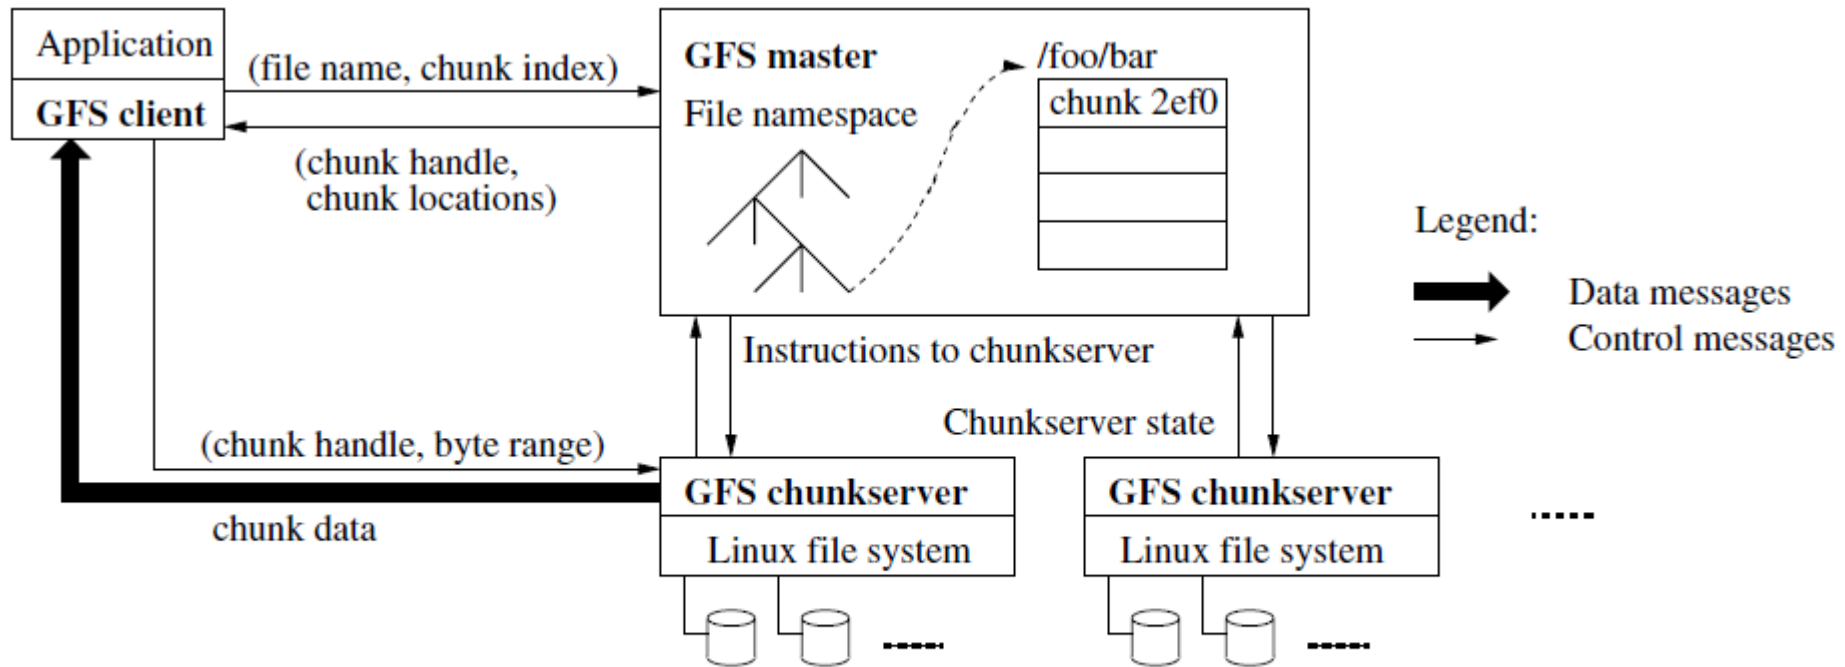 Application
GFS client
(file name, chunk index)
(chunk handle,
chunk locations)
GFS master
File namespace
/foo/bar
chunk 2ef0
Legend:
Data messages
Control messages
Instructions to chunkserver
Chunkserver state
(chunk handle, byte range)
chunk data
GFS chunkserver
Linux file system
GFS chunkserver
Linux file system